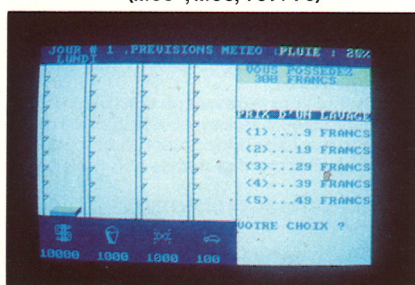 JOUR # 1 .PREVISIONS METEO :PLUIE : 20%
LUNDI
VOUS POSSEDEZ
300 FRANCS
PRIX D'UN LAVAGE
(1)....9 FRANCS
(2)...19 FRANCS
(3)...29 FRANCS
(4)...39 FRANCS
(5)...49 FRANCS
VOTRE CHOIX ?
10000 1000 1000 100